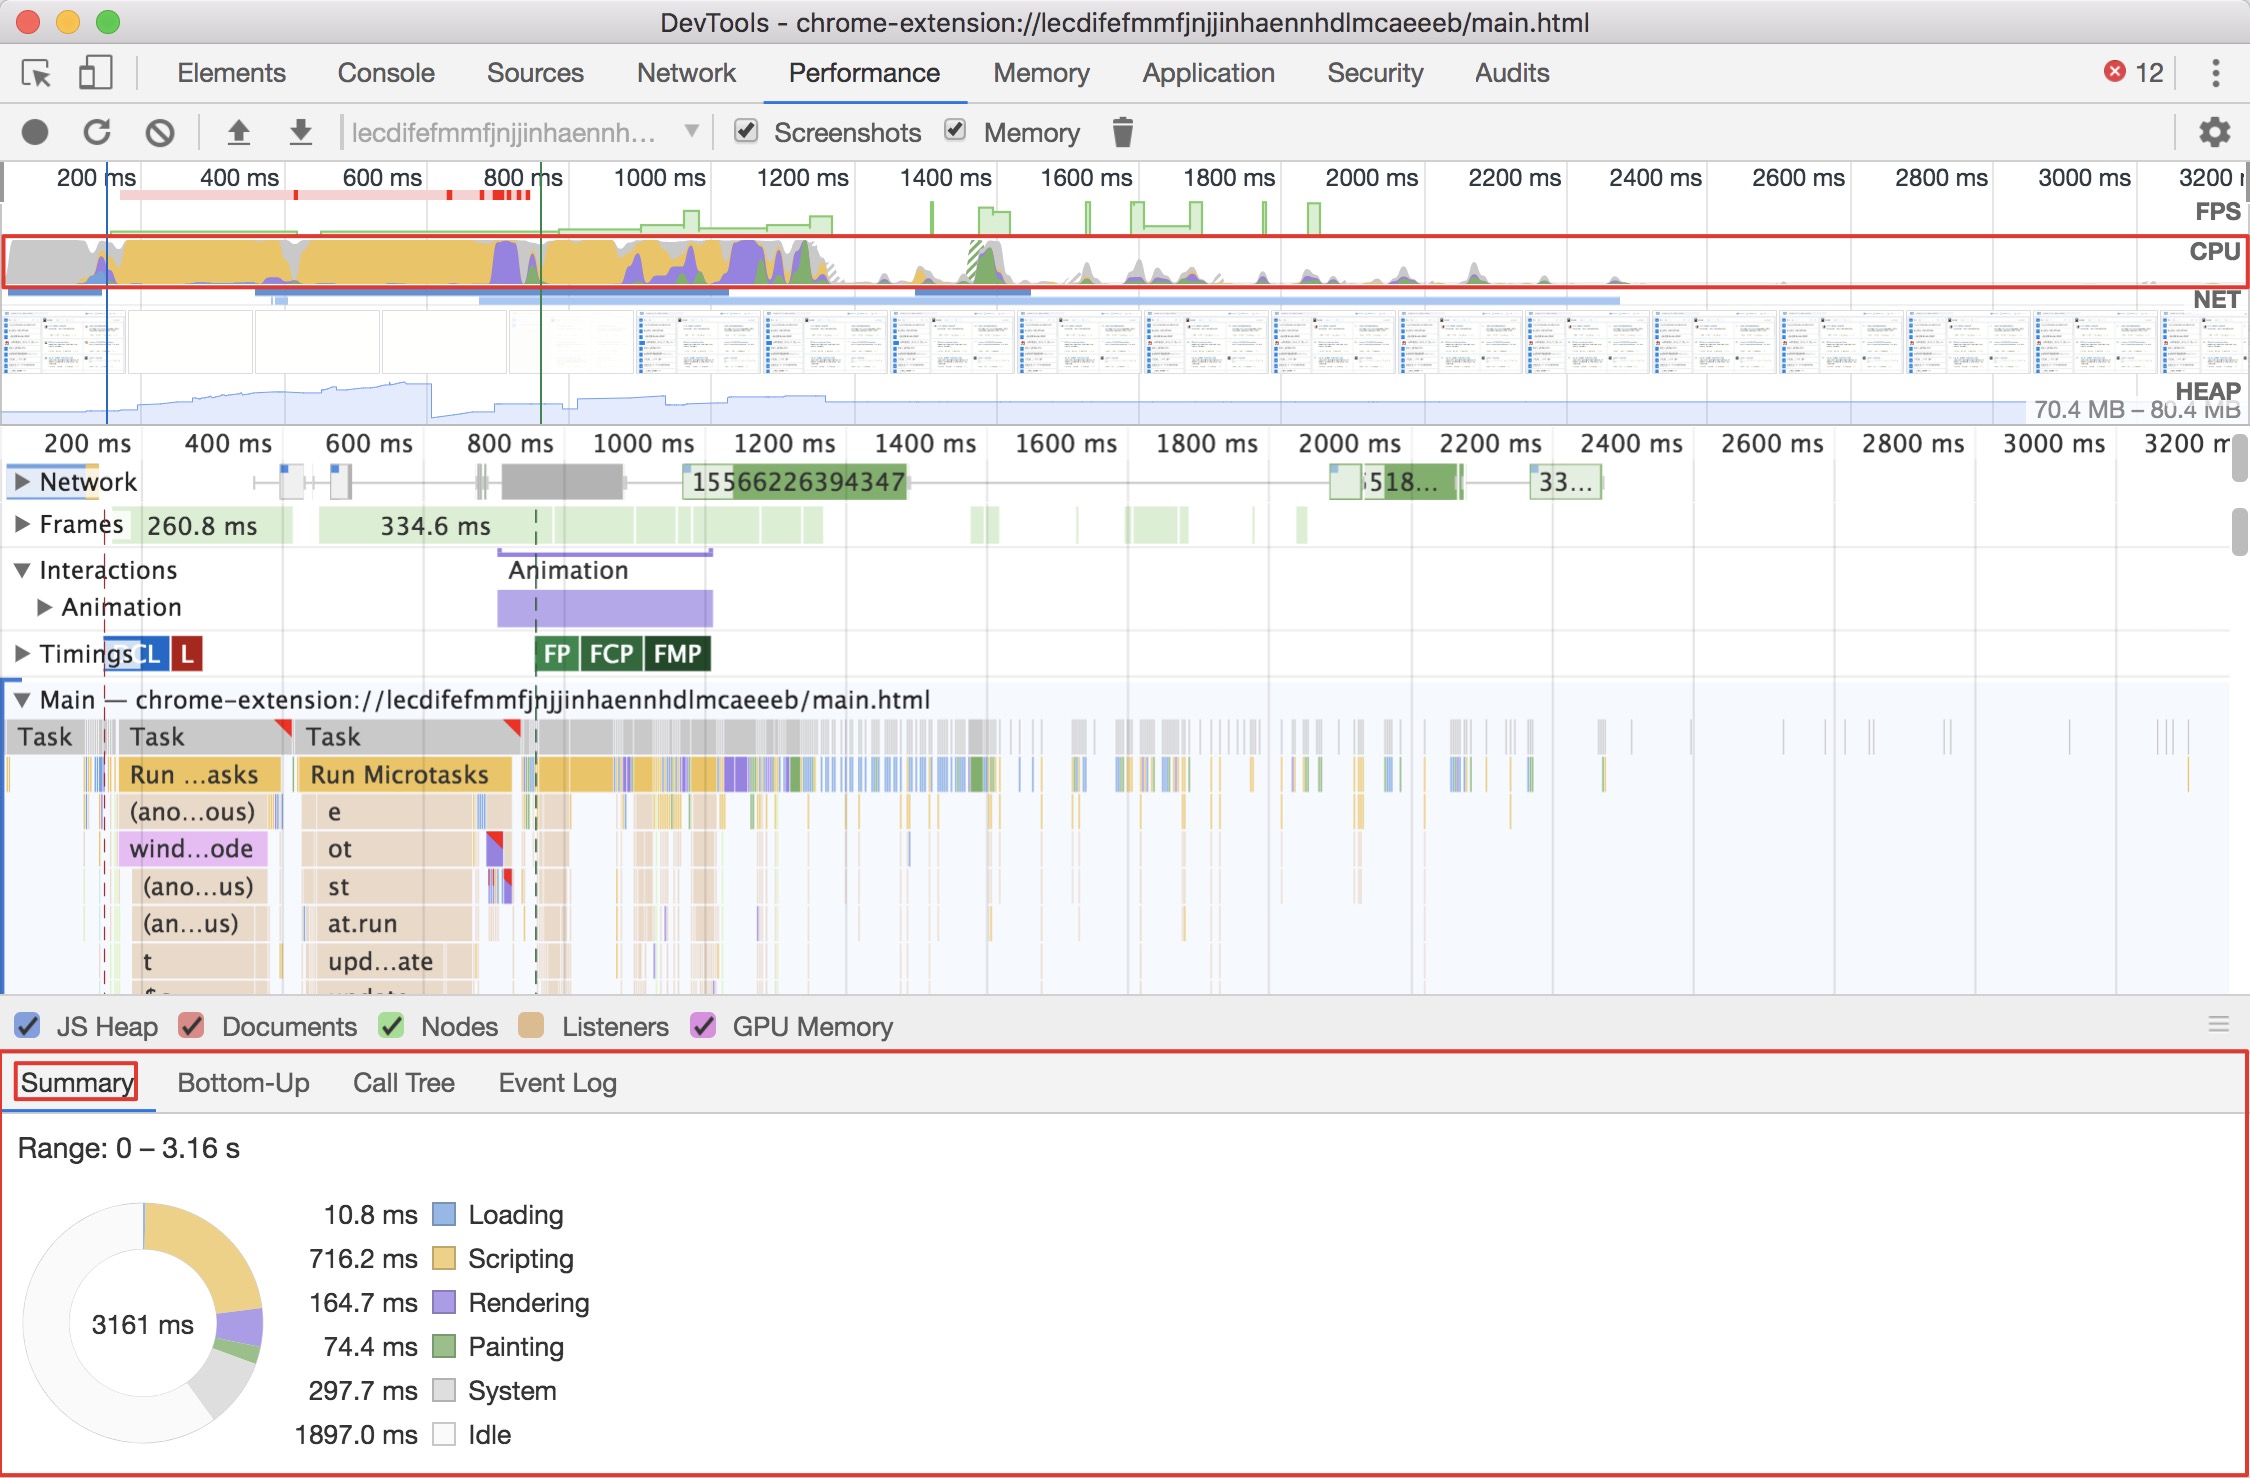 DevTools - chrome-extension://lecdifefmmfjnjjinhaennhdlmcaeeeb/main.html
Elements Console Sources Network Performance Memory Application Security Audits 12
lecdifefmmfjnjjinhaennh... Screenshots Memory
200 ms 400 ms 600 ms 800 ms 1000 ms 1200 ms 1400 ms 1600 ms 1800 ms 2000 ms 2200 ms 2400 ms 2600 ms 2800 ms 3000 ms 3200
FPS
CPU
NET
HEAP
70.4 MB – 80.4 MB
200 ms 400 ms 600 ms 800 ms 1000 ms 1200 ms 1400 ms 1600 ms 1800 ms 2000 ms 2200 ms 2400 ms 2600 ms 2800 ms 3000 ms 3200
Network 15566226394347 518... 33...
Frames 260.8 ms 334.6 ms
Interactions Animation
Animation
Timings CL L FP FCP FMP
Main — chrome-extension://lecdifefmmfjnjjinhaennhdlmcaeeeb/main.html
Task Task Task
Run ...asks Run Microtasks
(ano...ous) e
wind...ode ot
(ano...us) st
(an...us) at.run
t upd...ate
JS Heap Documents Nodes Listeners GPU Memory
Summary Bottom-Up Call Tree Event Log
Range: 0 – 3.16 s
3161 ms
10.8 ms Loading
716.2 ms Scripting
164.7 ms Rendering
74.4 ms Painting
297.7 ms System
1897.0 ms Idle